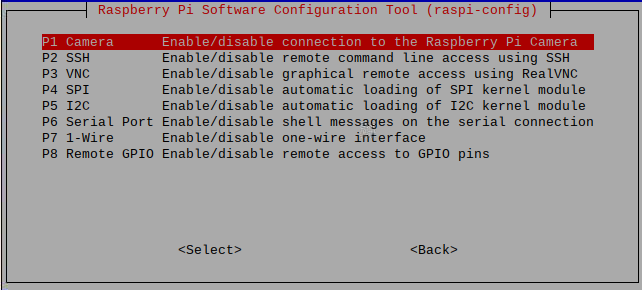 Raspberry Pi Software Configuration Tool (raspi-config)
P1 Camera Enable/disable connection to the Raspberry Pi Camera
P2 SSH Enable/disable remote command line access using SSH
P3 VNC Enable/disable graphical remote access using RealVNC
P4 SPI Enable/disable automatic loading of SPI kernel module
P5 I2C Enable/disable automatic loading of I2C kernel module
P6 Serial Port Enable/disable shell messages on the serial connection
P7 1-Wire Enable/disable one-wire interface
P8 Remote GPIO Enable/disable remote access to GPIO pins
<Select> <Back>